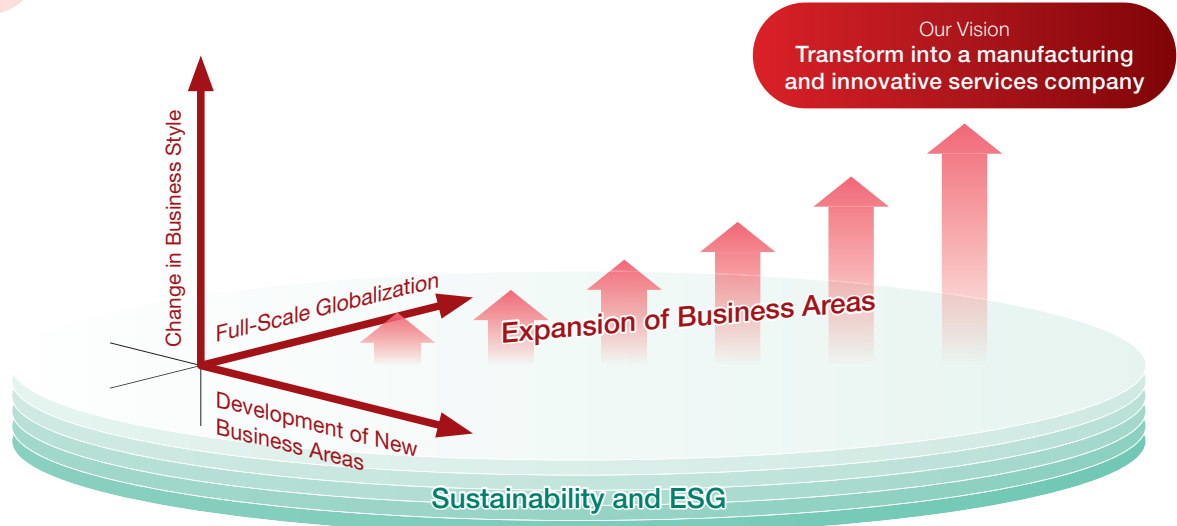 Our Vision
Transform into a manufacturing
and innovative services company
Change in Business Style
Full-Scale Globalization
Expansion of Business Areas
Development of New
Business Areas
Sustainability and ESG